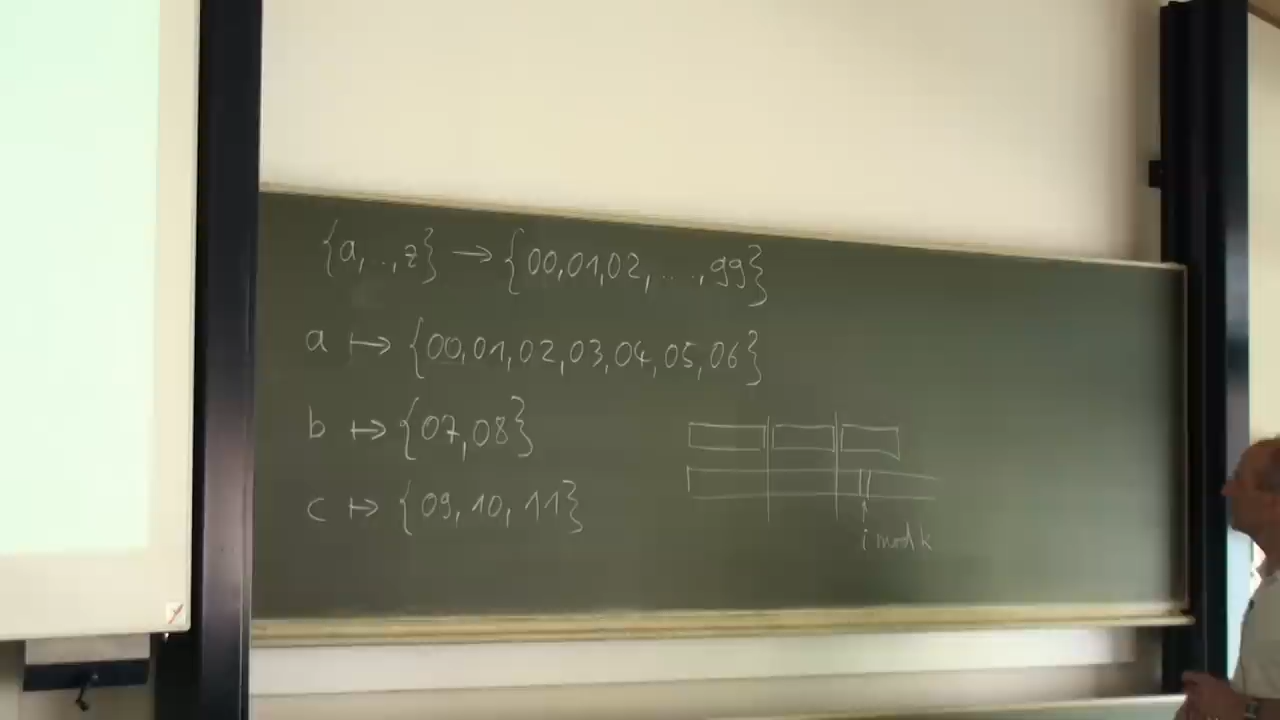 {a,..,z} → {00,01,02,....,99}
a ↦ {00,01,02,03,04,05,06}
b ↦ {07,08}
c ↦ {09,10,11}
i mod k